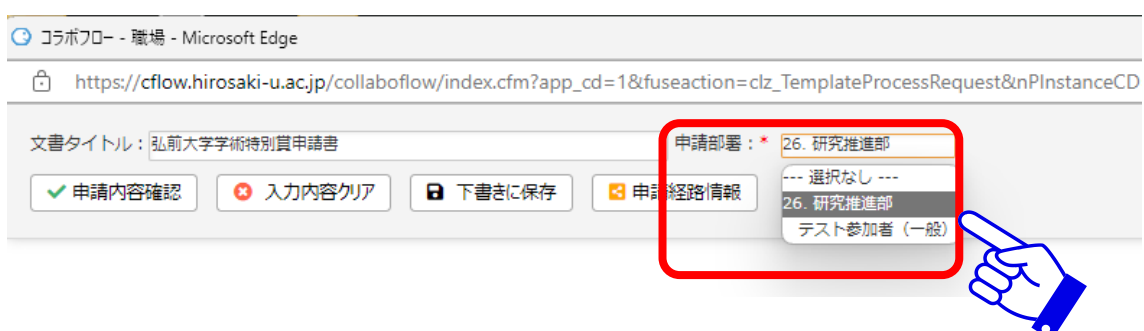 コラボフロー - 職場 - Microsoft Edge
https://cflow.hirosaki-u.ac.jp/collaboflow/index.cfm?app_cd=1&fuseaction=clz_TemplateProcessRequest&nPInstanceCD
文書タイトル：弘前大学学術特別賞申請書 申請部署：* 26. 研究推進部
申請内容確認 入力内容クリア 下書きに保存 申請経路情報
--- 選択なし ---
26. 研究推進部
テスト参加者（一般）